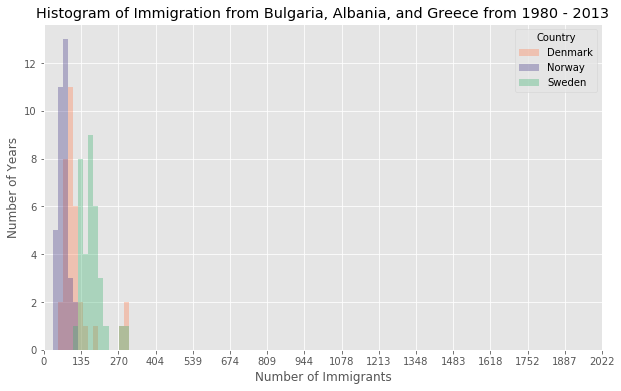 Histogram of Immigration from Bulgaria, Albania, and Greece from 1980 - 2013
Country
Denmark
Norway
Sweden
12
10
8
6
4
2
0
Number of Years
0 135 270 404 539 674 809 944 1078 1213 1348 1483 1618 1752 1887 2022
Number of Immigrants